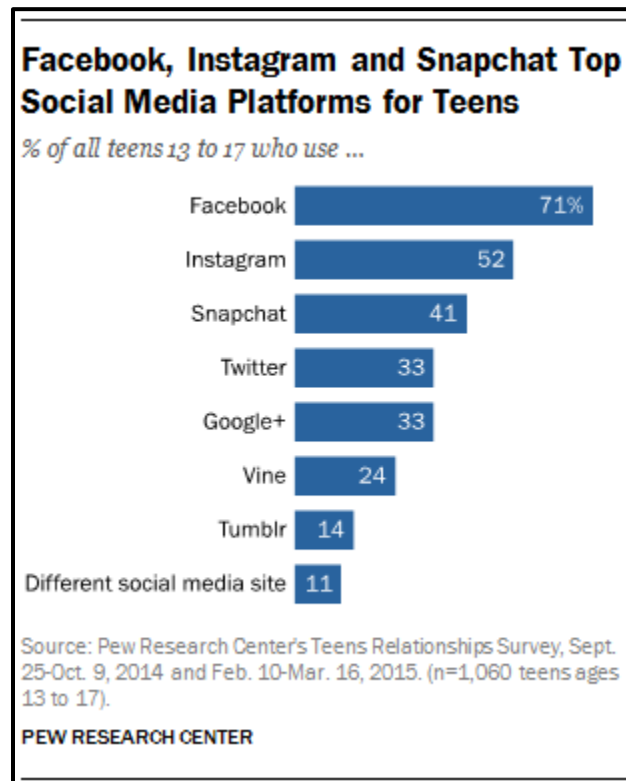 Facebook, Instagram and Snapchat Top
Social Media Platforms for Teens
% of all teens 13 to 17 who use ...
Facebook 71%
Instagram 52
Snapchat 41
Twitter 33
Google+ 33
Vine 24
Tumblr 14
Different social media site 11
Source: Pew Research Center's Teens Relationships Survey, Sept.
25-Oct. 9, 2014 and Feb. 10-Mar. 16, 2015. (n=1,060 teens ages
13 to 17).
PEW RESEARCH CENTER